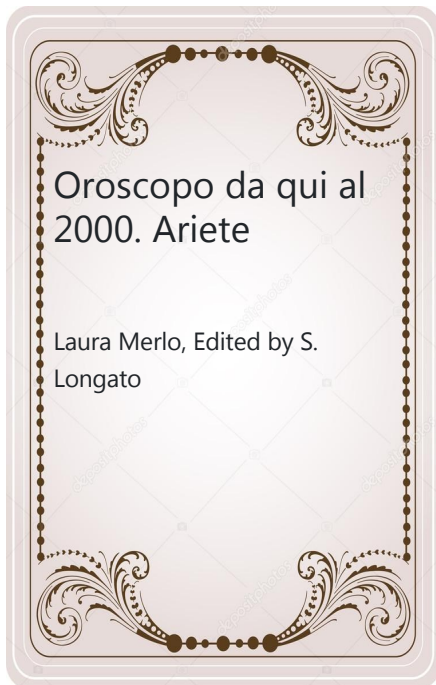 Oroscopo da qui al
2000. Ariete
Laura Merlo, Edited by S.
Longato